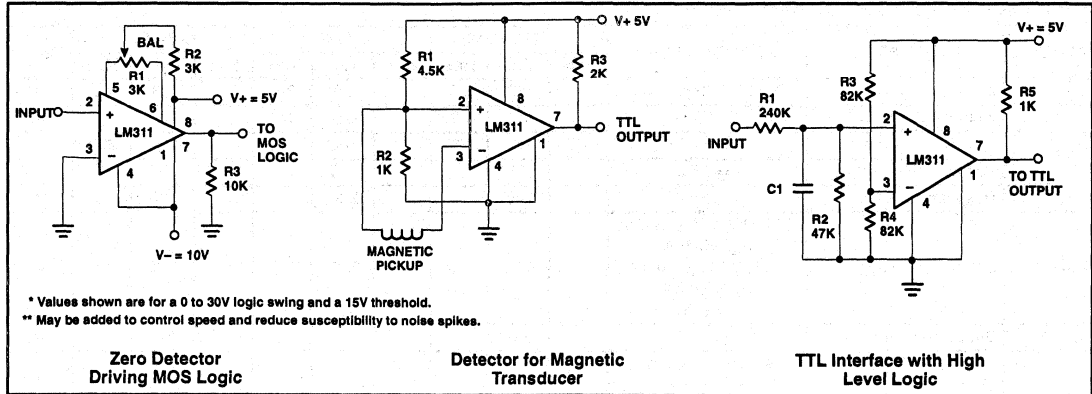 BAL
R1
3K
R2
3K
5
6
INPUT
2
+
LM311
3
−
8
7
1
4
V+ = 5V
TO
MOS
LOGIC
R3
10K
V− = 10V
V+ 5V
R1
4.5K
R3
2K
2
+
8
LM311
7
TTL
OUTPUT
3
−
1
4
R2
1K
MAGNETIC
PICKUP
V+ = 5V
R3
82K
R5
1K
R1
240K
INPUT
2
+
8
LM311
7
1
3
−
4
TO TTL
OUTPUT
C1
R2
47K
R4
82K
* Values shown are for a 0 to 30V logic swing and a 15V threshold.
** May be added to control speed and reduce susceptibility to noise spikes.
Zero Detector
Driving MOS Logic
Detector for Magnetic
Transducer
TTL Interface with High
Level Logic